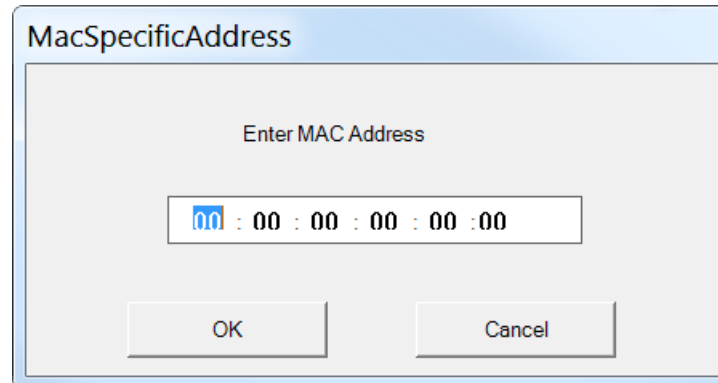 MacSpecificAddress
Enter MAC Address
00 : 00 : 00 : 00 : 00 :00
OK Cancel